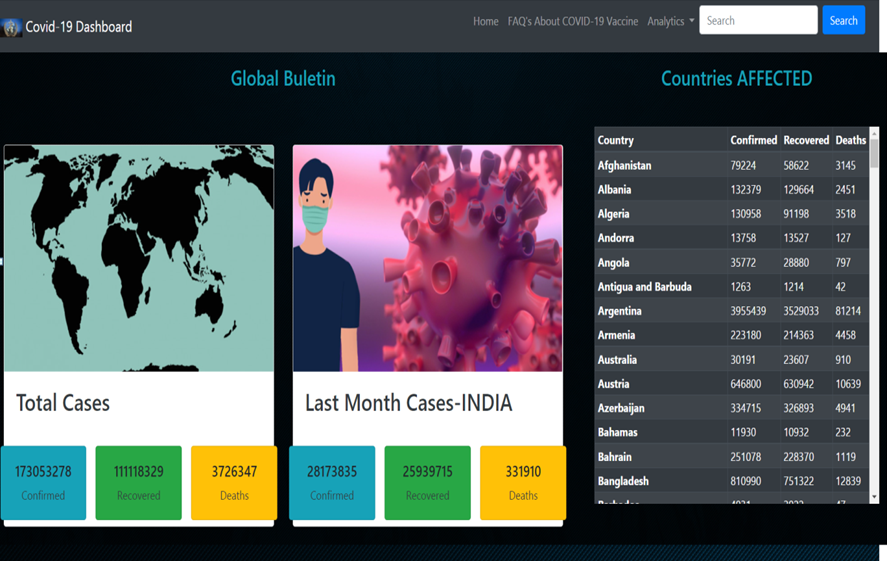 Covid-19 Dashboard
Home FAQ's About COVID-19 Vaccine Analytics Search Search
Global Buletin
Countries AFFECTED
Total Cases
173053278 111118329 3726347
Confirmed Recovered Deaths
Last Month Cases-INDIA
28173835 25939715 331910
Confirmed Recovered Deaths
Country Confirmed Recovered Deaths
Afghanistan 79224 58622 3145
Albania 132379 129664 2451
Algeria 130958 91198 3518
Andorra 13758 13527 127
Angola 35772 28880 797
Antigua and Barbuda 1263 1214 42
Argentina 3955439 3529033 81214
Armenia 223180 214363 4458
Australia 30191 23607 910
Austria 646800 630942 10639
Azerbaijan 334715 326893 4941
Bahamas 11930 10932 232
Bahrain 251078 228370 1119
Bangladesh 810990 751322 12839